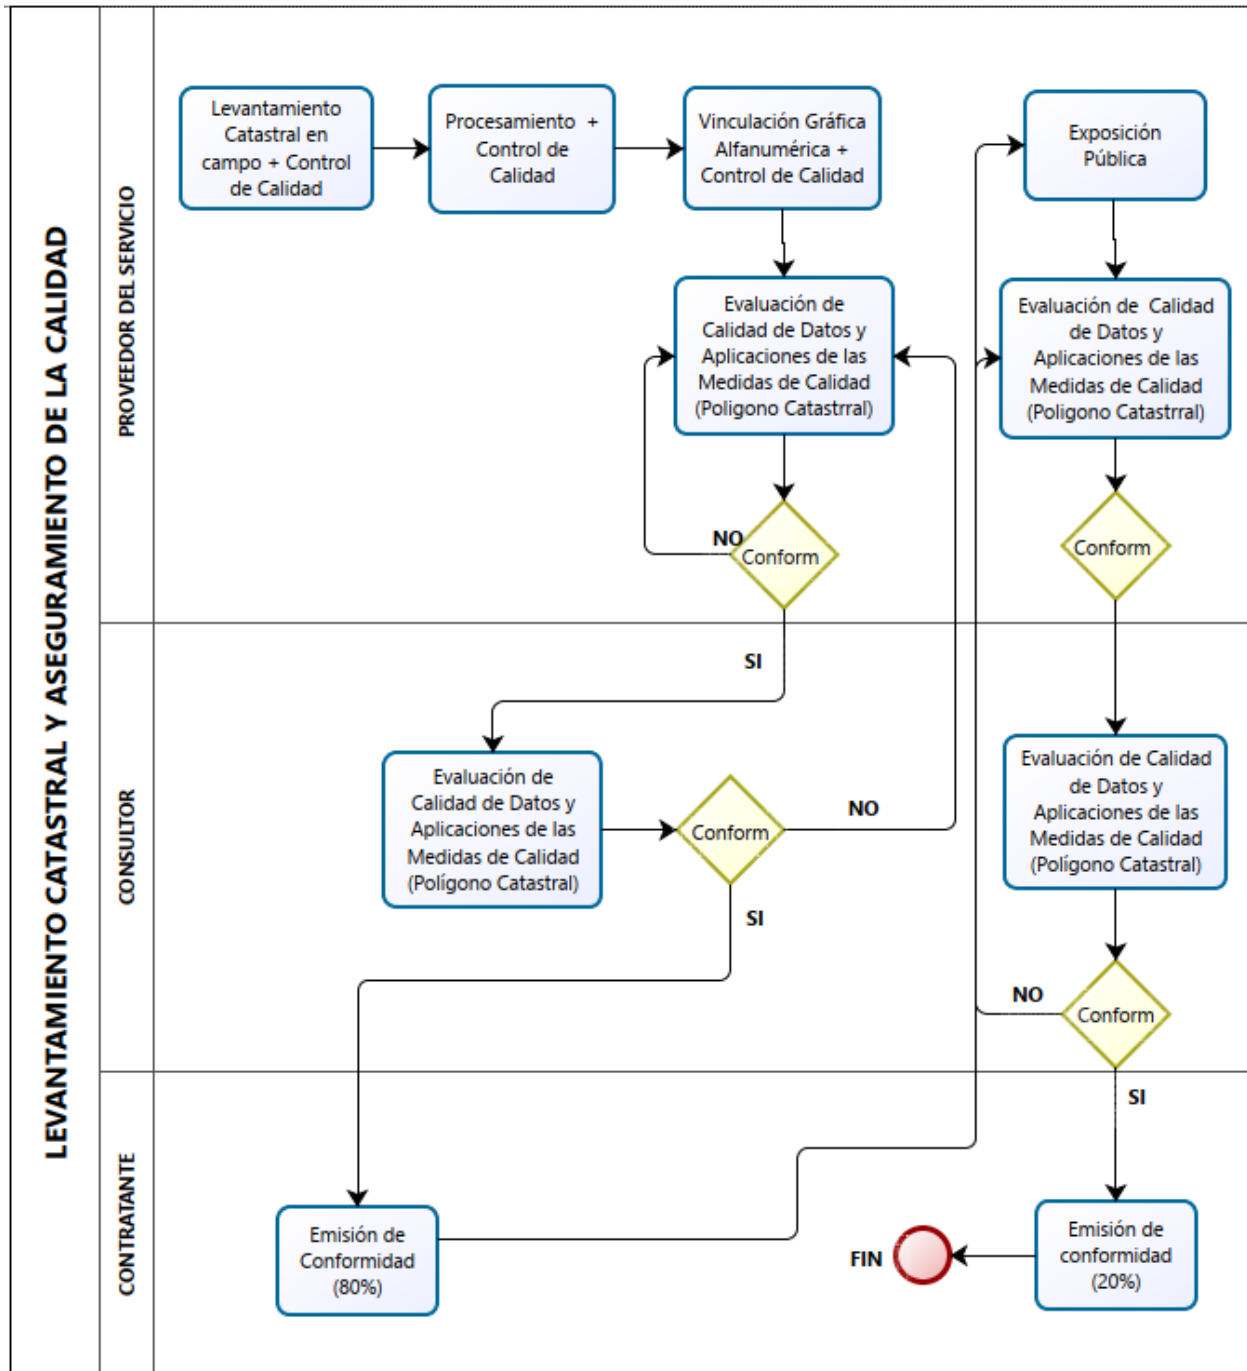 LEVANTAMIENTO CATASTRAL Y ASEGURAMIENTO DE LA CALIDAD
PROVEEDOR DEL SERVICIO
Levantamiento
Catastral en
campo + Control
de Calidad
Procesamiento +
Control de
Calidad
Vinculación Gráfica
Alfanumérica +
Control de Calidad
Exposición
Pública
Evaluación de
Calidad de Datos y
Aplicaciones de las
Medidas de Calidad
(Poligono Catastrral)
Evaluación de Calidad
de Datos y
Aplicaciones de las
Medidas de Calidad
(Poligono Catastrral)
NO
Conform
Conform
CONSULTOR
SI
Evaluación de
Calidad de Datos y
Aplicaciones de las
Medidas de Calidad
(Polígono Catastral)
Conform
NO
SI
Evaluación de Calidad
de Datos y
Aplicaciones de las
Medidas de Calidad
(Polígono Catastral)
NO
Conform
CONTRATANTE
SI
Emisión de
Conformidad
(80%)
FIN
Emisión de
conformidad
(20%)